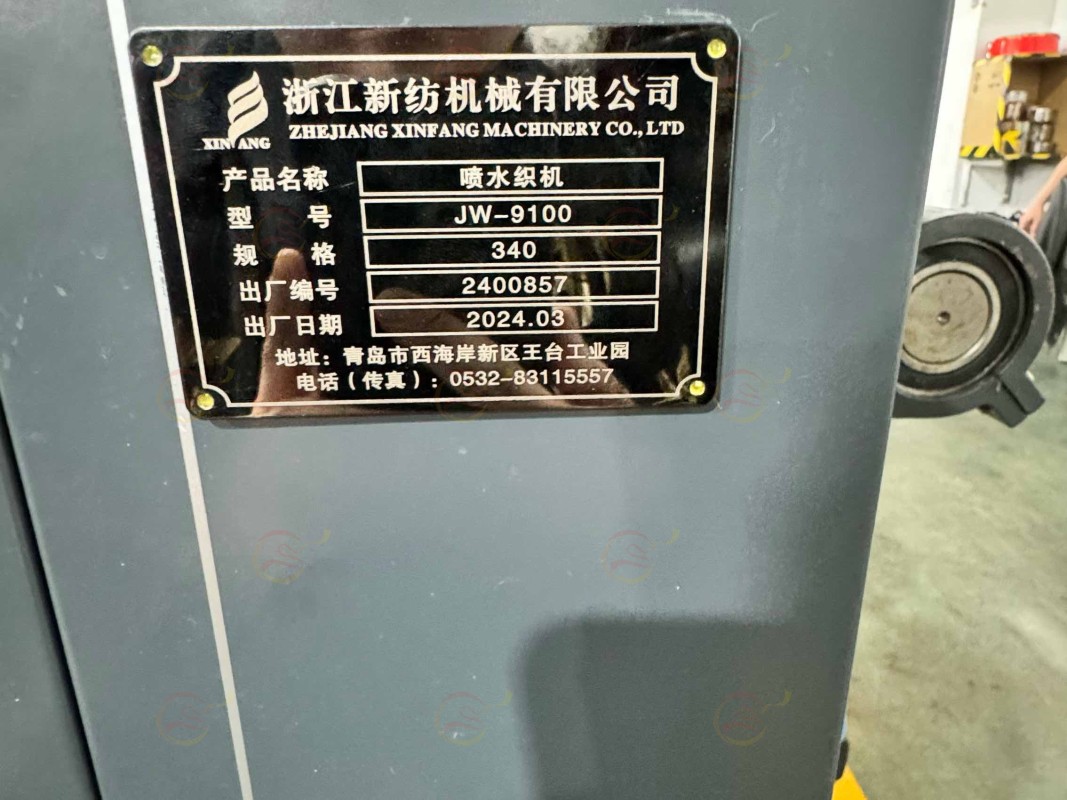 浙江新纺机械有限公司
XINFANG
ZHEJIANG XINFANG MACHINERY CO., LTD
产品名称 喷水织机
型 号 JW-9100
规 格 340
出厂编号 2400857
出厂日期 2024.03
地址：青岛市西海岸新区王台工业园
电话（传真）：0532-83115557